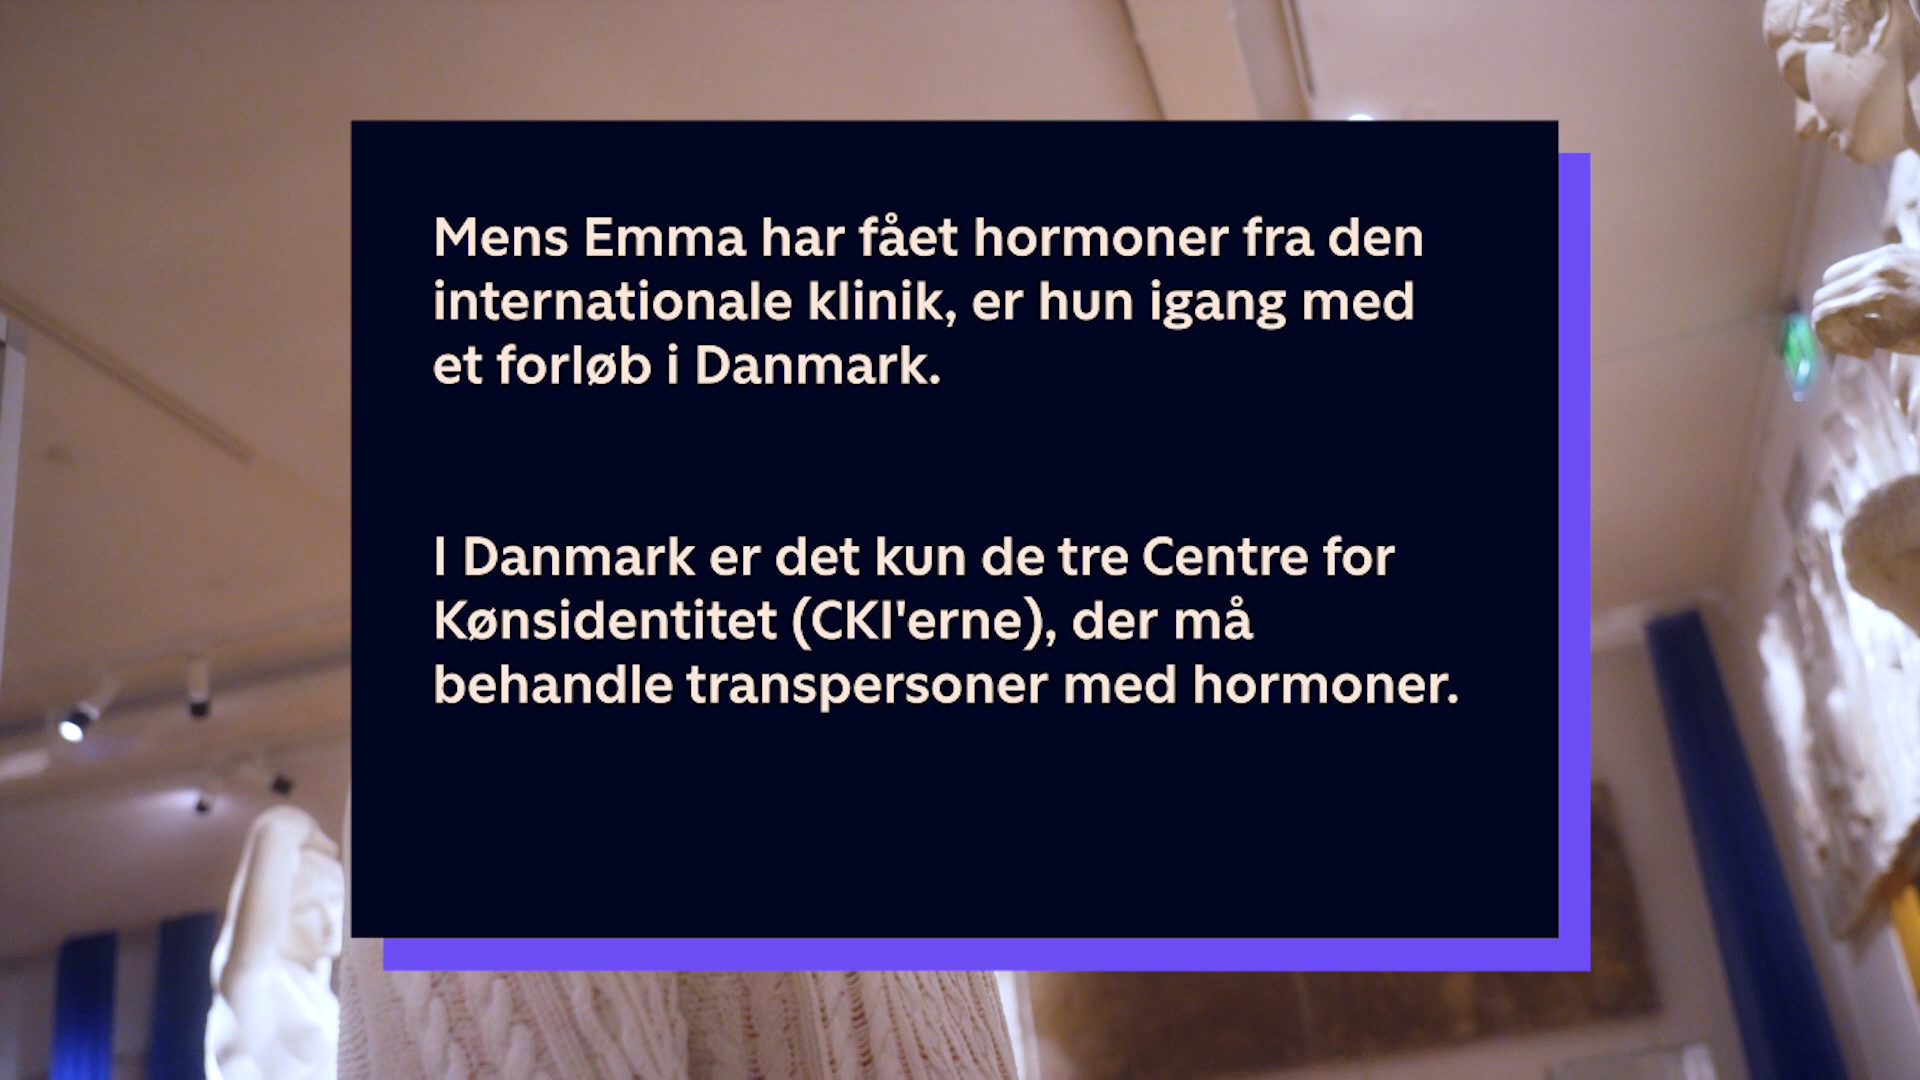 Mens Emma har fået hormoner fra den
internationale klinik, er hun igang med
et forløb i Danmark.
I Danmark er det kun de tre Centre for
Kønsidentitet (CKI'erne), der må
behandle transpersoner med hormoner.